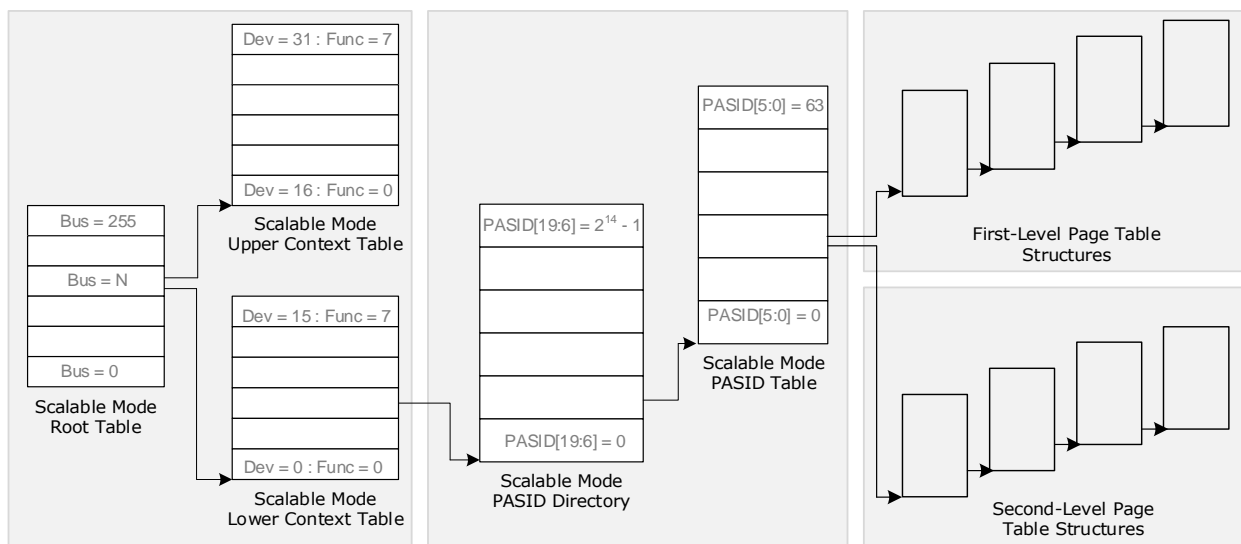 Bus = 255
Bus = N
Bus = 0
Scalable Mode
Root Table
Dev = 31 : Func = 7
Dev = 16 : Func = 0
Scalable Mode
Upper Context Table
Dev = 15 : Func = 7
Dev = 0 : Func = 0
Scalable Mode
Lower Context Table
PASID[19:6] = 2¹⁴ - 1
PASID[19:6] = 0
Scalable Mode
PASID Directory
PASID[5:0] = 63
PASID[5:0] = 0
Scalable Mode
PASID Table
First-Level Page Table
Structures
Second-Level Page
Table Structures